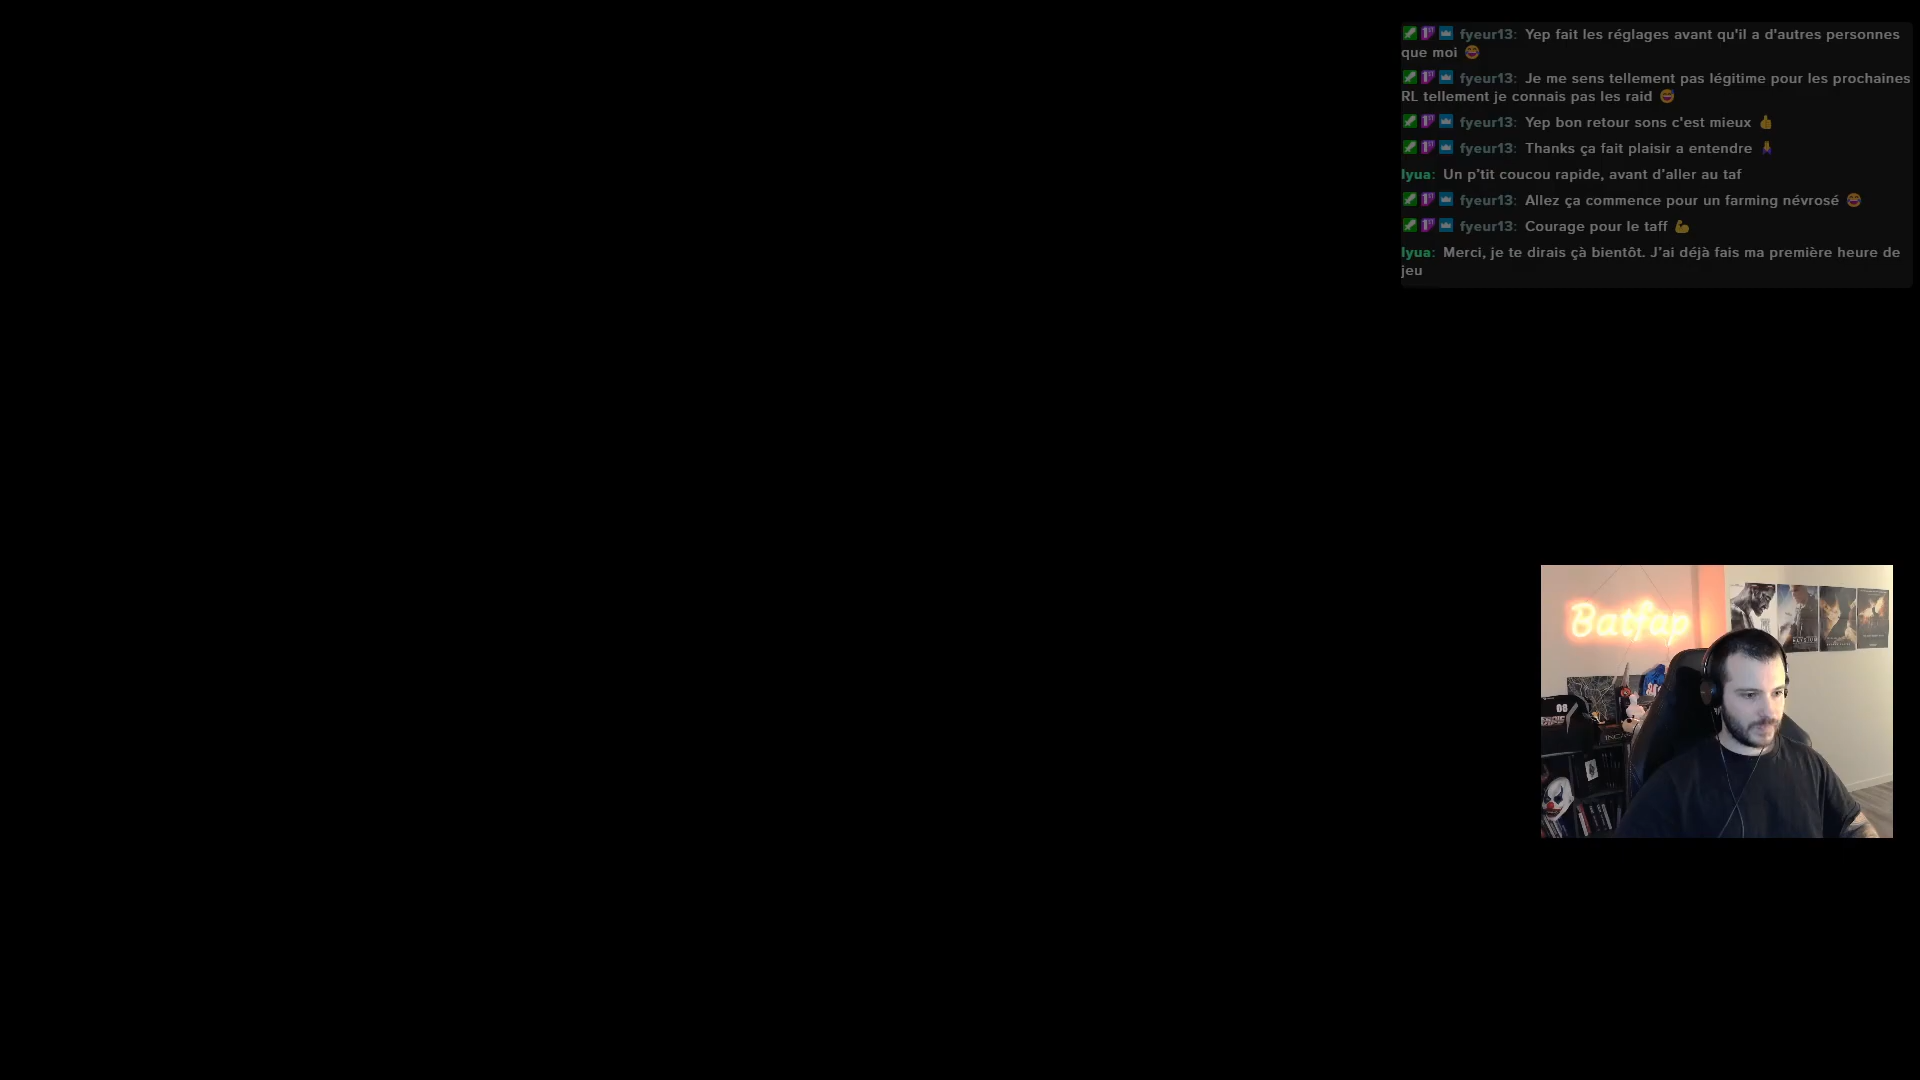 fyeur13: Yep fait les réglages avant qu'il a d'autres personnes
que moi 😂
fyeur13: Je me sens tellement pas légitime pour les prochaines
RL tellement je connais pas les raid 😅
fyeur13: Yep bon retour sons c'est mieux 👍
fyeur13: Thanks ça fait plaisir a entendre 🙏
lyua: Un p'tit coucou rapide, avant d’aller au taf
fyeur13: Allez ça commence pour un farming névrosé 😂
fyeur13: Courage pour le taff 💪
lyua: Merci, je te dirais çà bientôt. J’ai déjà fais ma première heure de
jeu
Batfap
08